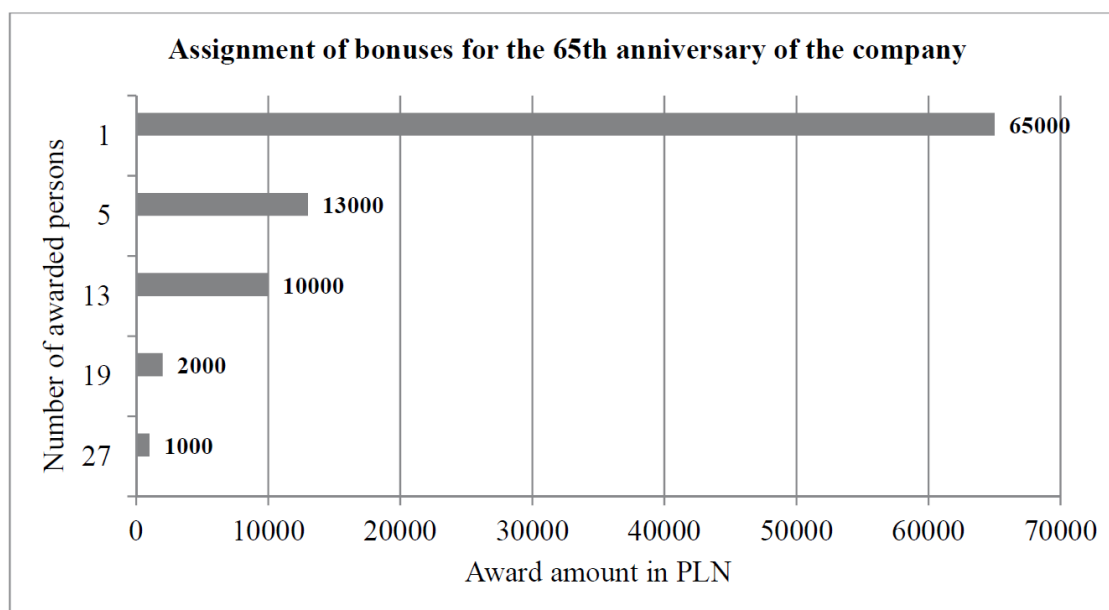 Assignment of bonuses for the 65th anniversary of the company
Number of awarded persons
1
65000
5
13000
13
10000
19
2000
27
1000
0 10000 20000 30000 40000 50000 60000 70000
Award amount in PLN